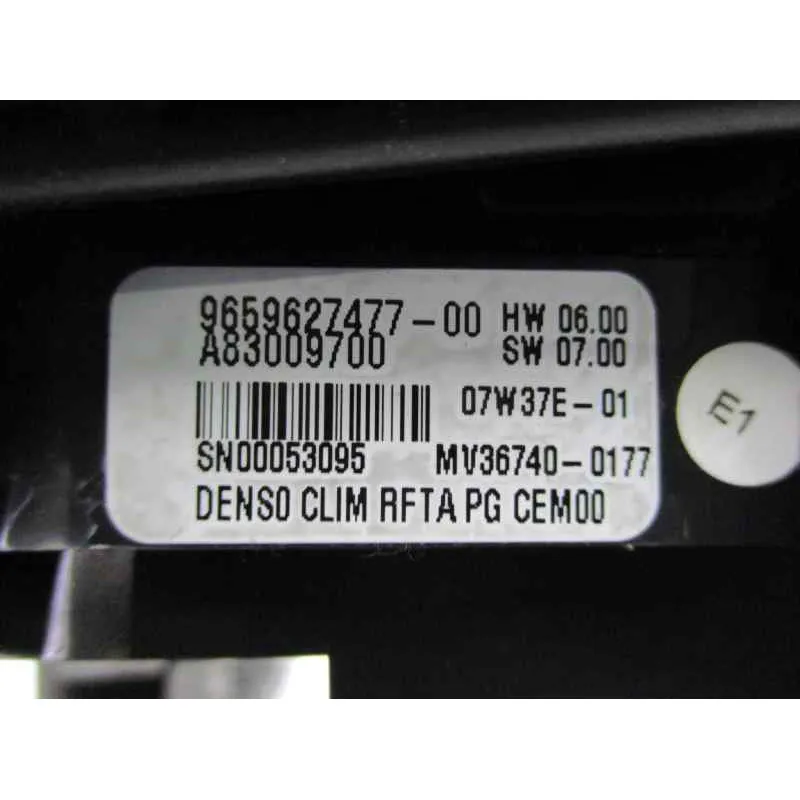 9659627477-00 HW 06.00
A83009700 SW 07.00
07W37E-01
SN00053095 MV36740-0177
DENSO CLIM RFTA PG CEM00
E1